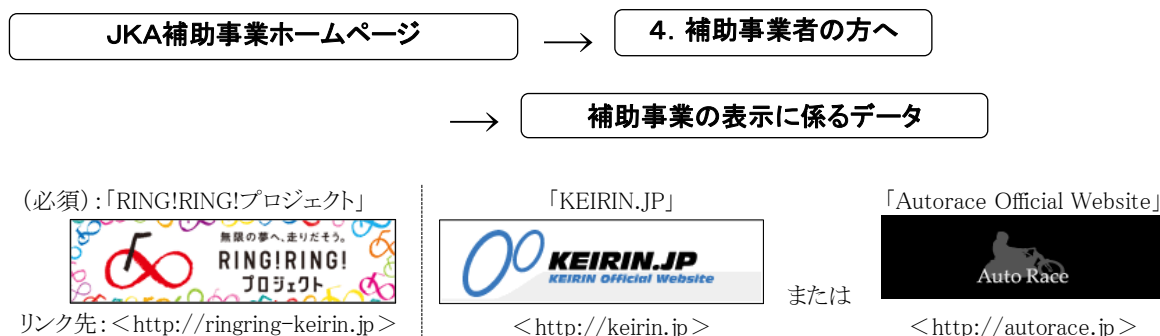 JKA補助事業ホームページ → 4．補助事業者の方へ
→ 補助事業の表示に係るデータ
（必須）：「RING!RING!プロジェクト」
無限の夢へ、走りだそう。
RING!RING!
プロジェクト
リンク先：＜http://ringring-keirin.jp＞
「KEIRIN.JP」
KEIRIN.JP
KEIRIN Official Website
＜http://keirin.jp＞
または
「Autorace Official Website」
Auto Race
＜http://autorace.jp＞